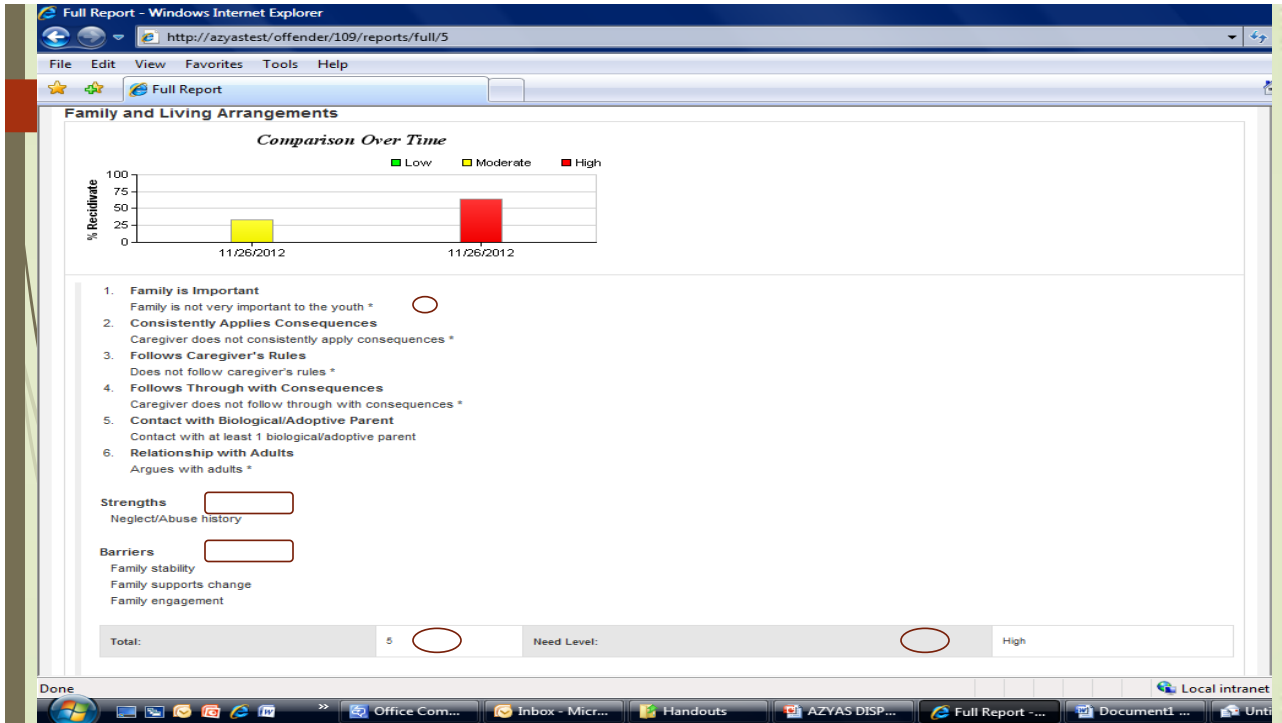 Full Report - Windows Internet Explorer
http://azyastest/offender/109/reports/full/5
File Edit View Favorites Tools Help
Full Report
Family and Living Arrangements
Comparison Over Time
Low Moderate High
% Recidivate
100
75
50
25
0
11/26/2012 11/26/2012
1. Family is Important
Family is not very important to the youth *
2. Consistently Applies Consequences
Caregiver does not consistently apply consequences *
3. Follows Caregiver's Rules
Does not follow caregiver's rules *
4. Follows Through with Consequences
Caregiver does not follow through with consequences *
5. Contact with Biological/Adoptive Parent
Contact with at least 1 biological/adoptive parent
6. Relationship with Adults
Argues with adults *
Strengths
Neglect/Abuse history
Barriers
Family stability
Family supports change
Family engagement
Total: 5 Need Level: High
Done Local intranet
» Office Com... Inbox - Micr... Handouts AZYAS DISP... Full Report -... Document1 ... Unti